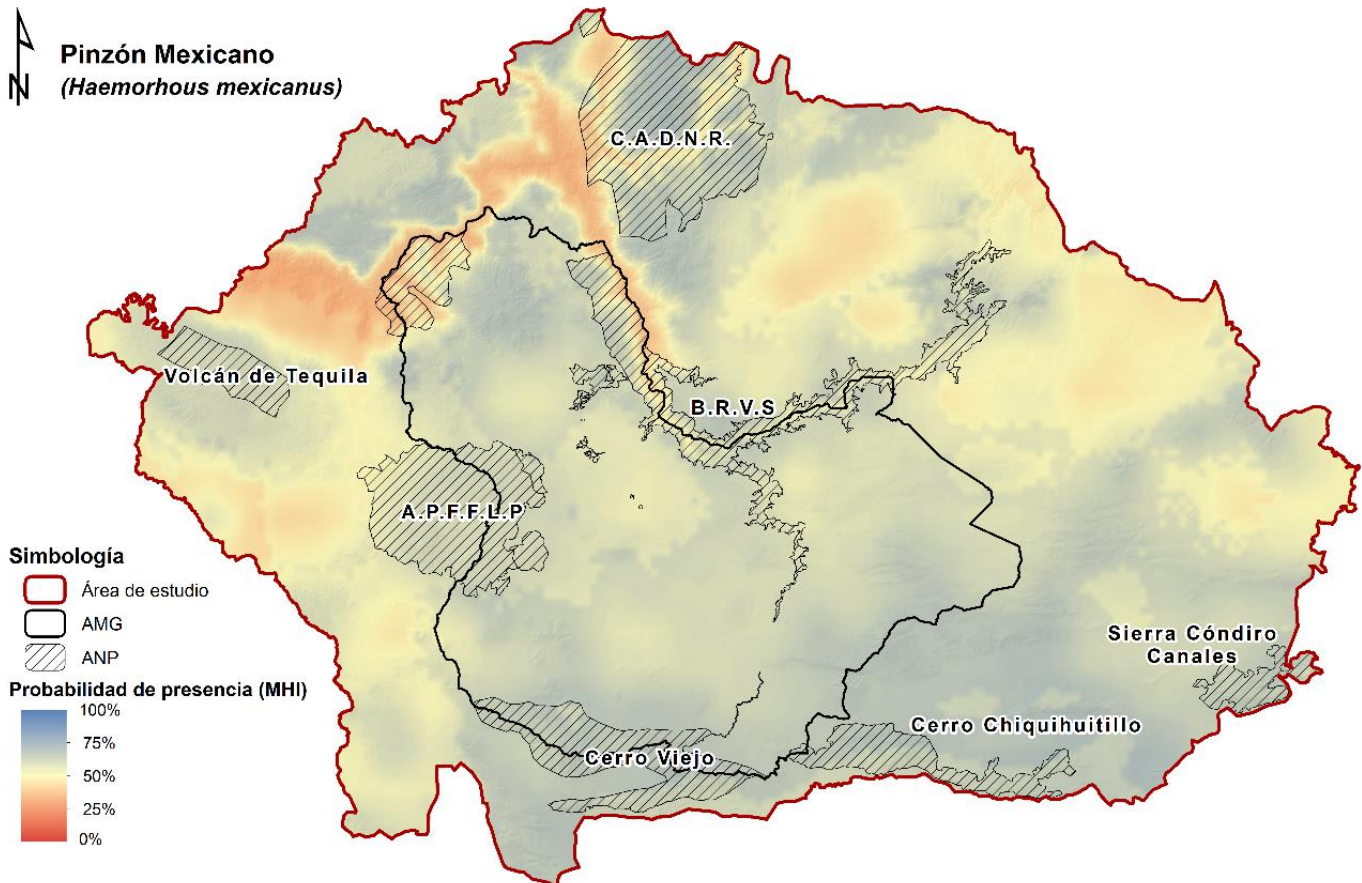 N
Pinzón Mexicano
(Haemorhous mexicanus)
C.A.D.N.R.
Volcán de Tequila
B.R.V.S
A.P.F.F.L.P
Sierra Cóndiro
Canales
Cerro Chiquihuitillo
Cerro Viejo
Simbología
Área de estudio
AMG
ANP
Probabilidad de presencia (MHI)
100%
75%
50%
25%
0%